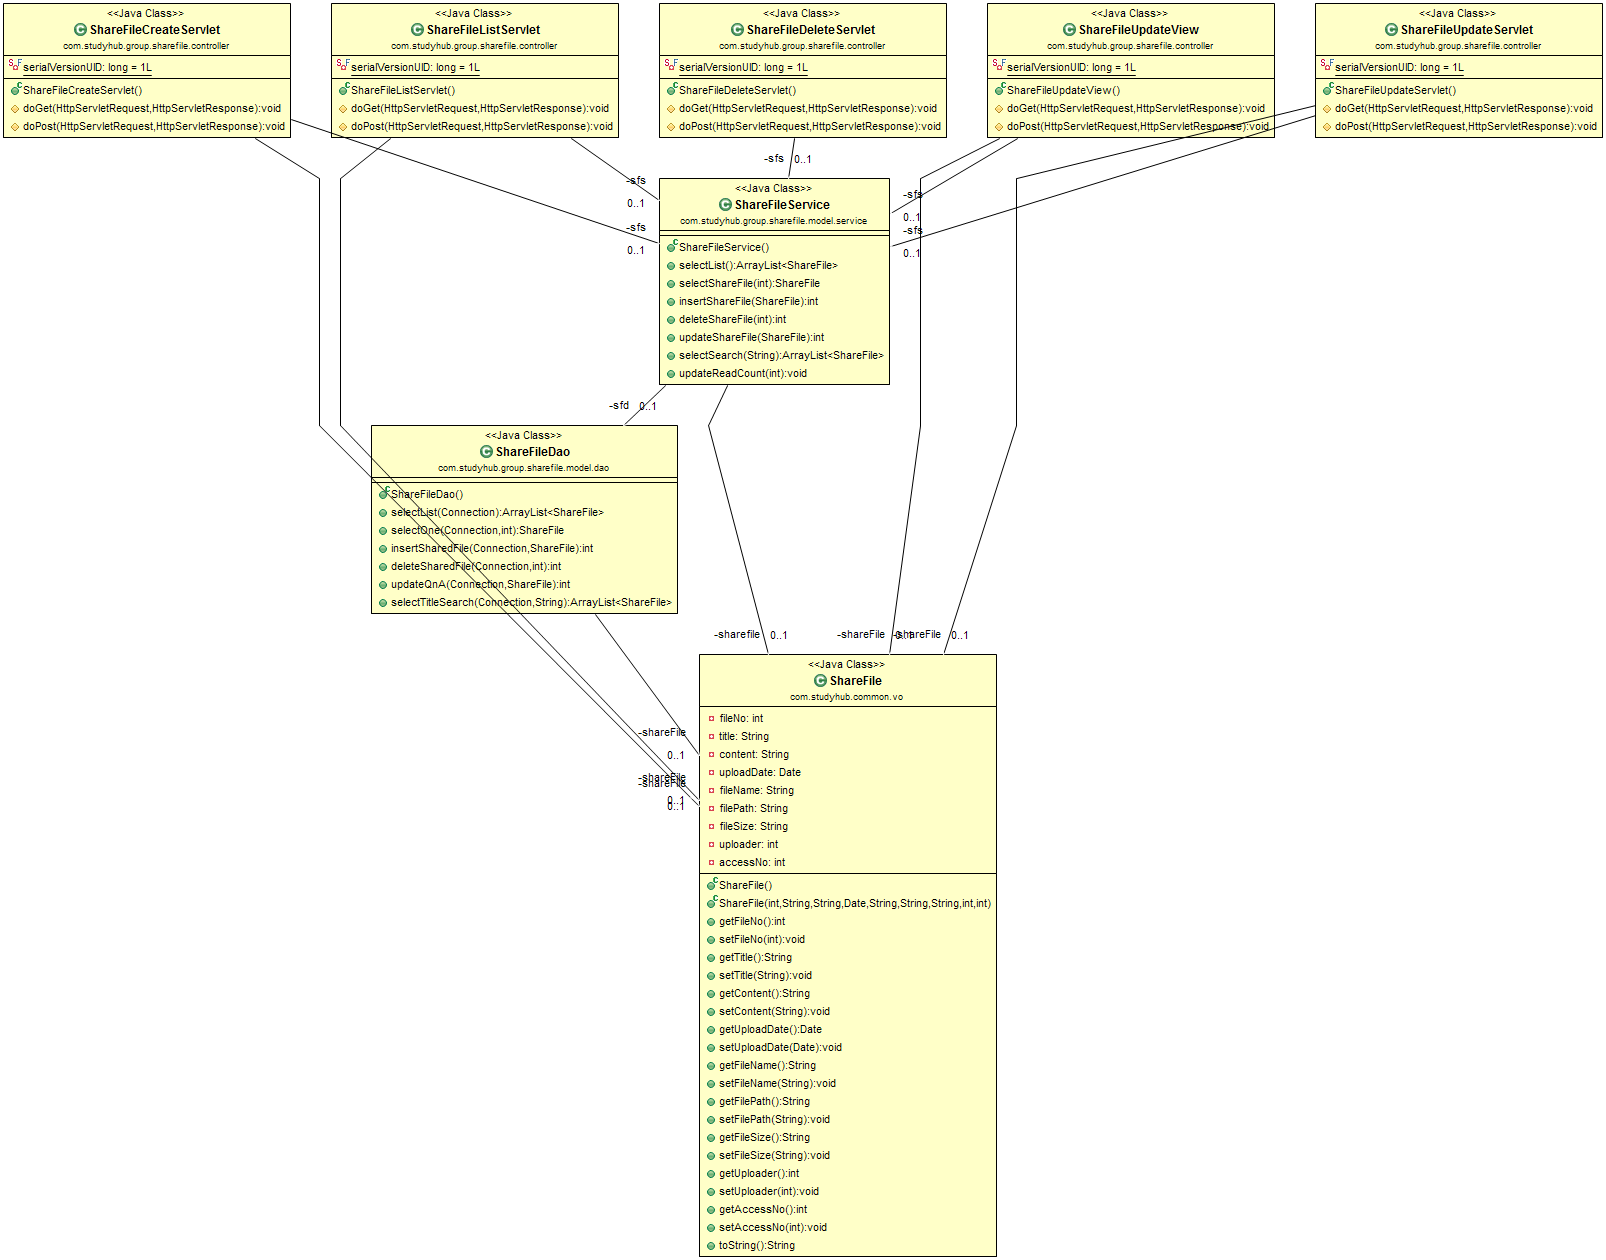 <<Java Class>>
ShareFileCreateServlet
com.studyhub.group.sharefile.controller
serialVersionUID: long = 1L
ShareFileCreateServlet()
doGet(HttpServletRequest,HttpServletResponse):void
doPost(HttpServletRequest,HttpServletResponse):void
<<Java Class>>
ShareFileListServlet
com.studyhub.group.sharefile.controller
serialVersionUID: long = 1L
ShareFileListServlet()
doGet(HttpServletRequest,HttpServletResponse):void
doPost(HttpServletRequest,HttpServletResponse):void
<<Java Class>>
ShareFileDeleteServlet
com.studyhub.group.sharefile.controller
serialVersionUID: long = 1L
ShareFileDeleteServlet()
doGet(HttpServletRequest,HttpServletResponse):void
doPost(HttpServletRequest,HttpServletResponse):void
<<Java Class>>
ShareFileUpdateView
com.studyhub.group.sharefile.controller
serialVersionUID: long = 1L
ShareFileUpdateView()
doGet(HttpServletRequest,HttpServletResponse):void
doPost(HttpServletRequest,HttpServletResponse):void
<<Java Class>>
ShareFileUpdateServlet
com.studyhub.group.sharefile.controller
serialVersionUID: long = 1L
ShareFileUpdateServlet()
doGet(HttpServletRequest,HttpServletResponse):void
doPost(HttpServletRequest,HttpServletResponse):void
-sfs 0..1
-sfs
0..1
-sfs
0..1
-sfs
0..1
-sfs
0..1
<<Java Class>>
ShareFileService
com.studyhub.group.sharefile.model.service
ShareFileService()
selectList():ArrayList<ShareFile>
selectShareFile(int):ShareFile
insertShareFile(ShareFile):int
deleteShareFile(int):int
updateShareFile(ShareFile):int
selectSearch(String):ArrayList<ShareFile>
updateReadCount(int):void
-sfd 0..1
<<Java Class>>
ShareFileDao
com.studyhub.group.sharefile.model.dao
ShareFileDao()
selectList(Connection):ArrayList<ShareFile>
selectOne(Connection,int):ShareFile
insertSharedFile(Connection,ShareFile):int
deleteSharedFile(Connection,int):int
updateQnA(Connection,ShareFile):int
selectTitleSearch(Connection,String):ArrayList<ShareFile>
-sharefile 0..1
-shareFile 0..1
-shareFile 0..1
-shareFile
0..1
-shareFile
-shareFile
0..1
0..1
<<Java Class>>
ShareFile
com.studyhub.common.vo
fileNo: int
title: String
content: String
uploadDate: Date
fileName: String
filePath: String
fileSize: String
uploader: int
accessNo: int
ShareFile()
ShareFile(int,String,String,Date,String,String,String,int,int)
getFileNo():int
setFileNo(int):void
getTitle():String
setTitle(String):void
getContent():String
setContent(String):void
getUploadDate():Date
setUploadDate(Date):void
getFileName():String
setFileName(String):void
getFilePath():String
setFilePath(String):void
getFileSize():String
setFileSize(String):void
getUploader():int
setUploader(int):void
getAccessNo():int
setAccessNo(int):void
toString():String